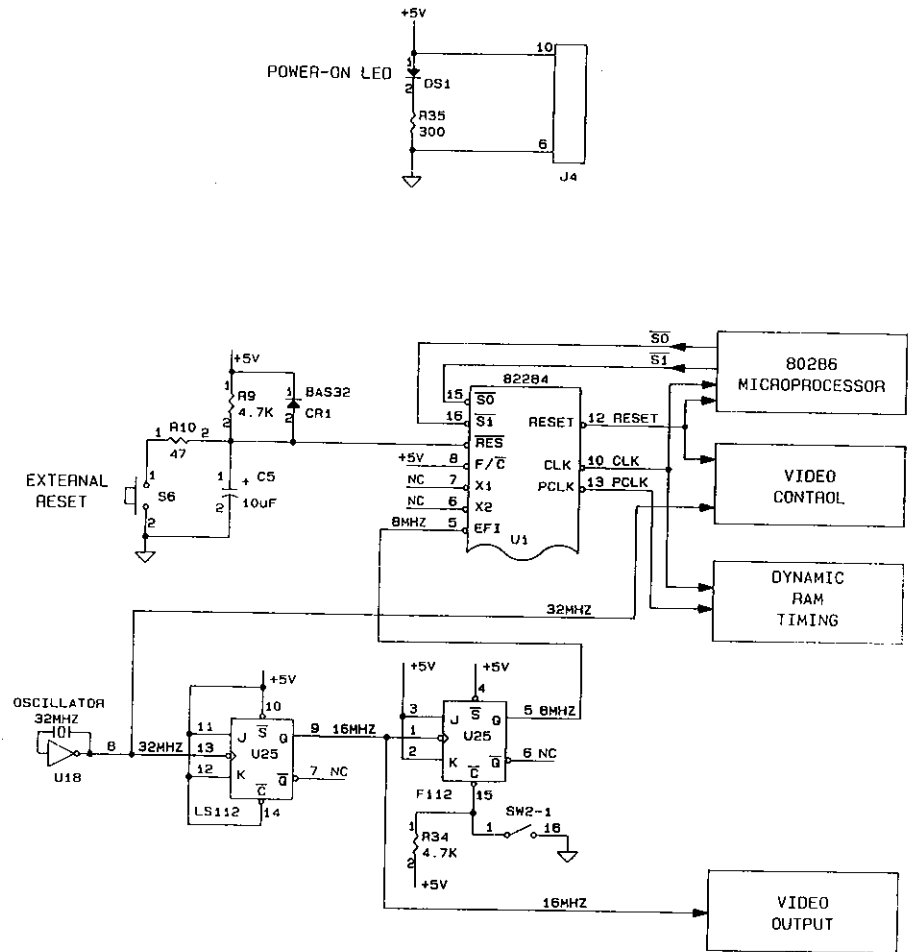 +5V
10
POWER-ON LED
1
2
DS1
R35
300
6
J4
+5V
1
R9
4.7K
2
BAS32
1
CR1
2
R10
1
2
47
EXTERNAL
RESET
1
S6
2
1
+
C5
10uF
2
S0
S1
80286
MICROPROCESSOR
82284
15
S0
16
S1
RES
+5V
8
F/C
NC
7
X1
NC
6
X2
8MHZ
5
EFI
U1
RESET
12
RESET
CLK
10
CLK
PCLK
13
PCLK
VIDEO
CONTROL
DYNAMIC
RAM
TIMING
32MHZ
OSCILLATOR
32MHZ
U18
8
32MHZ
+5V
10
11
J
S
Q
9
16MHZ
13
U25
12
K
C
Q
7
NC
LS112
14
+5V
+5V
4
3
J
S
Q
5
8MHZ
1
U25
2
K
C
Q
6
NC
F112
15
1
R34
4.7K
2
+5V
SW2-1
1
16
16MHZ
VIDEO
OUTPUT